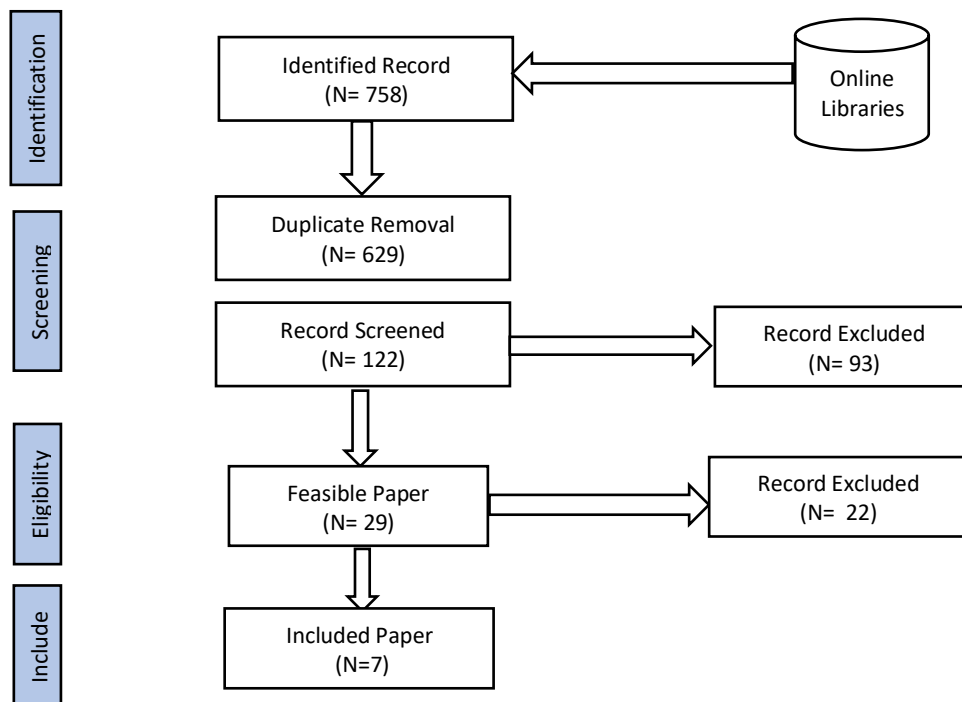 Identification
Identified Record
(N= 758)
Online
Libraries
Screening
Duplicate Removal
(N= 629)
Record Screened
(N= 122)
Record Excluded
(N= 93)
Eligibility
Feasible Paper
(N= 29)
Record Excluded
(N= 22)
Include
Included Paper
(N=7)